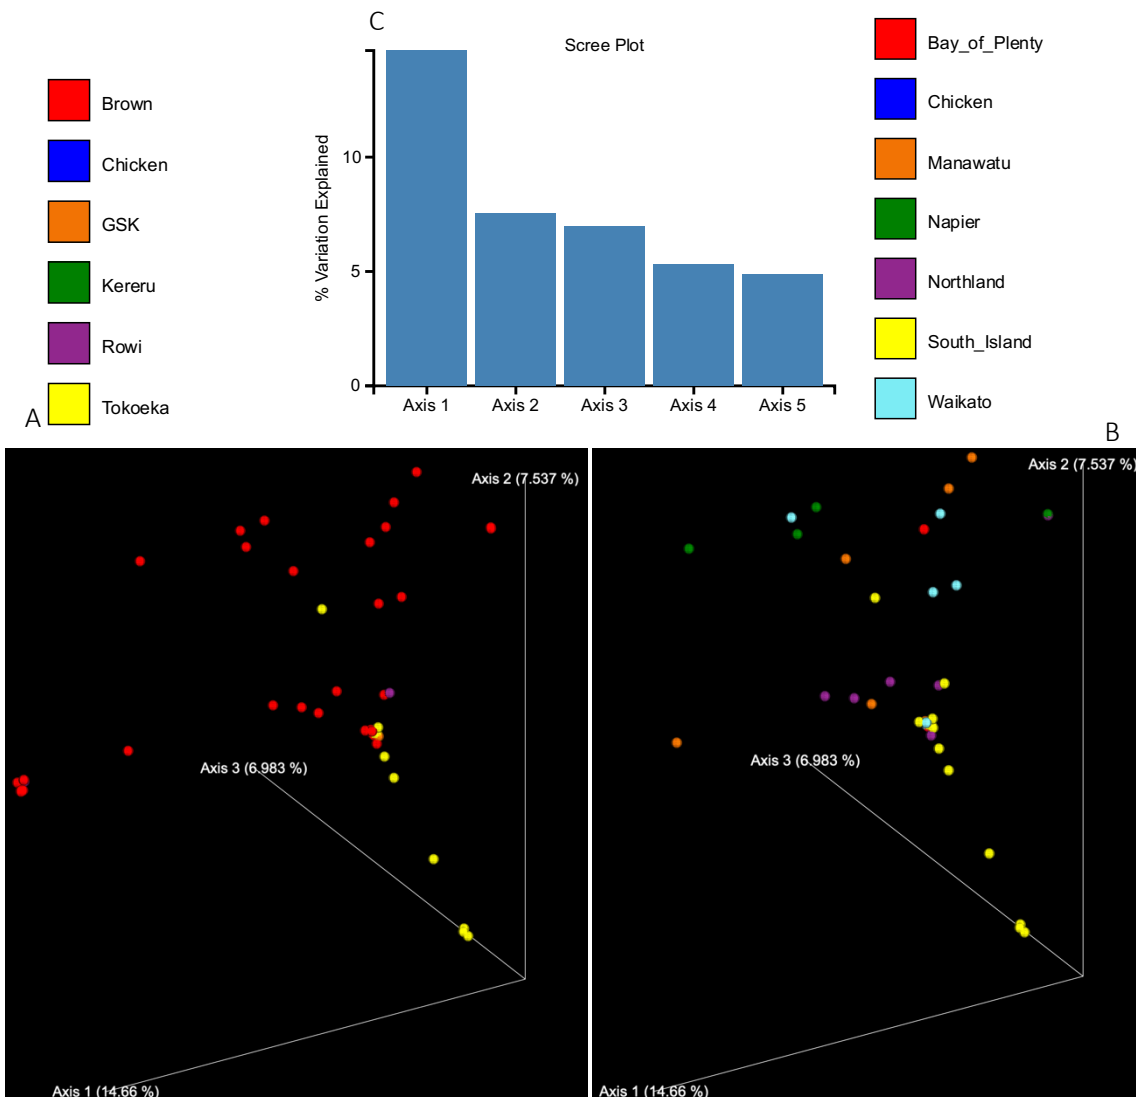 C
Scree Plot
% Variation Explained
10
5
0
Axis 1
Axis 2
Axis 3
Axis 4
Axis 5
Brown
Chicken
GSK
Kereru
Rowi
Tokoeka
Bay_of_Plenty
Chicken
Manawatu
Napier
Northland
South_Island
Waikato
A
Axis 2 (7.537 %)
Axis 3 (6.983 %)
Axis 1 (14.66 %)
B
Axis 2 (7.537 %)
Axis 3 (6.983 %)
Axis 1 (14.66 %)